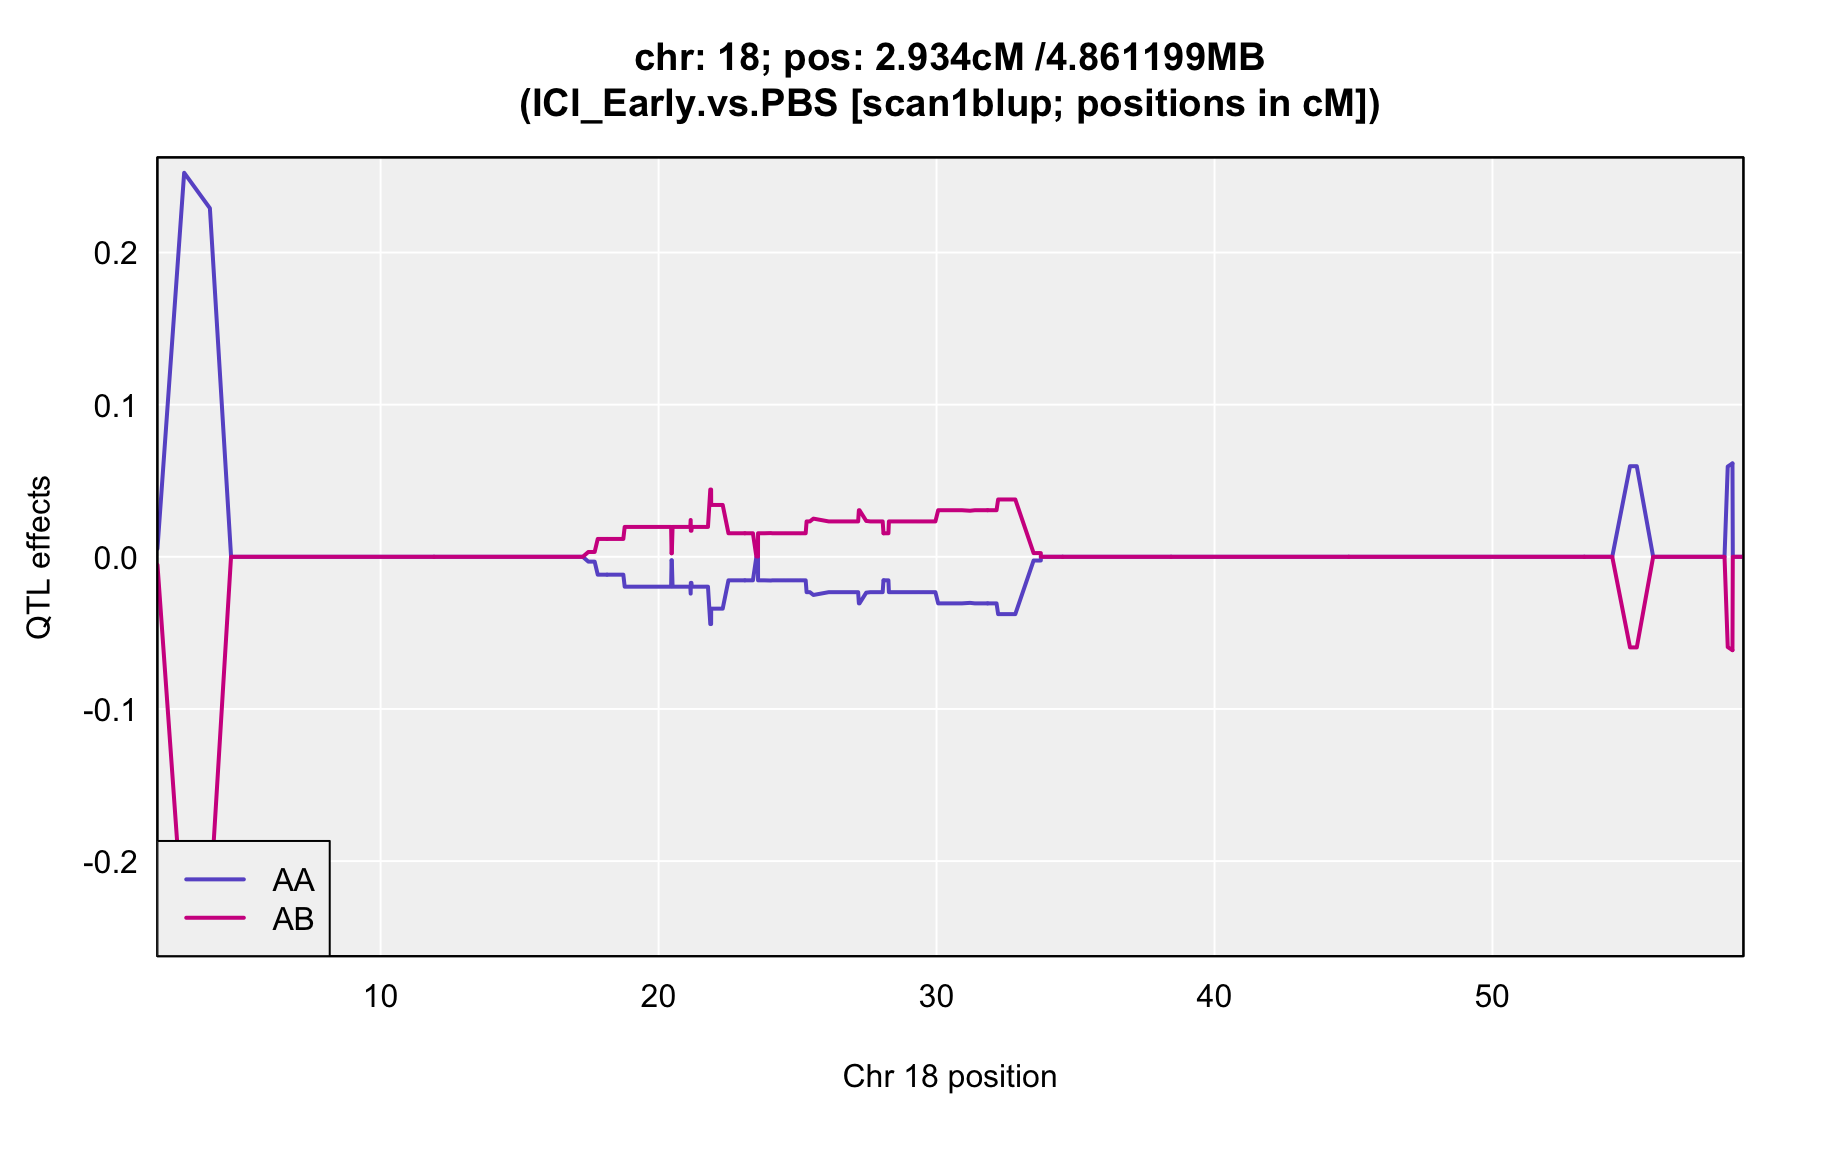 chr: 18; pos: 2.934cM /4.861199MB
(ICI_Early.vs.PBS [scan1blup; positions in cM])
QTL effects
0.2
0.1
0.0
-0.1
-0.2
AA
AB
10 20 30 40 50
Chr 18 position